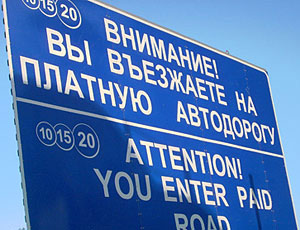 10 15 20
ВНИМАНИЕ!
ВЫ ВЪЕЗЖАЕТЕ НА
ПЛАТНУЮ АВТОДОРОГУ
10 15 20
ATTENTION!
YOU ENTER PAID
ROAD